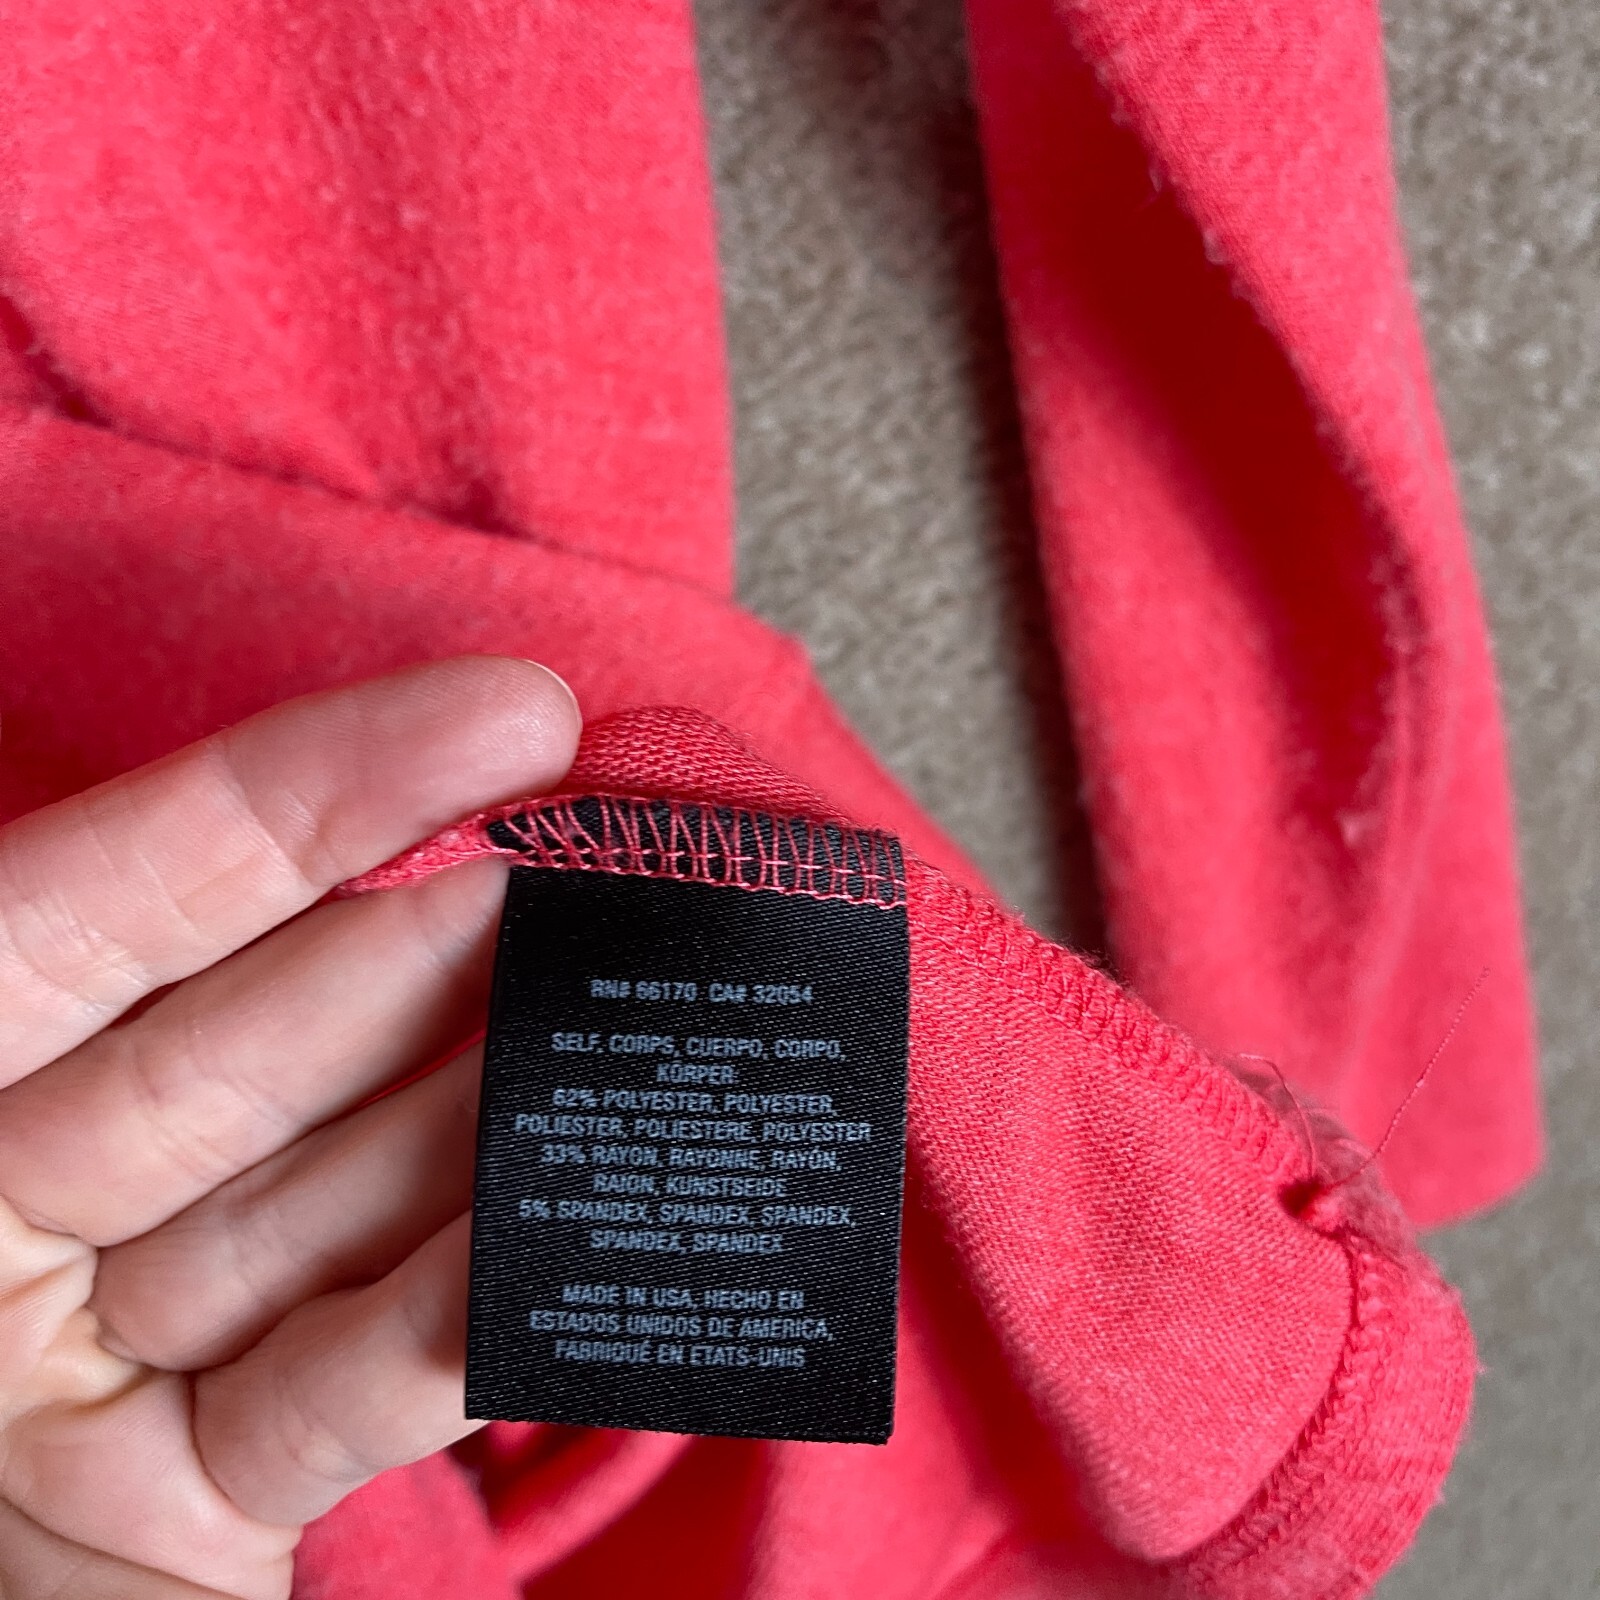 RN# 66170 CA# 32054
SELF, CORPS, CUERPO, CORPO,
KÖRPER
62% POLYESTER, POLYESTER,
POLIESTER, POLIESTERE, POLYESTER
33% RAYON, RAYONNE, RAYÓN,
RAION, KUNSTSEIDE
5% SPANDEX, SPANDEX, SPANDEX,
SPANDEX, SPANDEX
MADE IN USA, HECHO EN
ESTADOS UNIDOS DE AMERICA,
FABRIQUÉ EN ETATS-UNIS